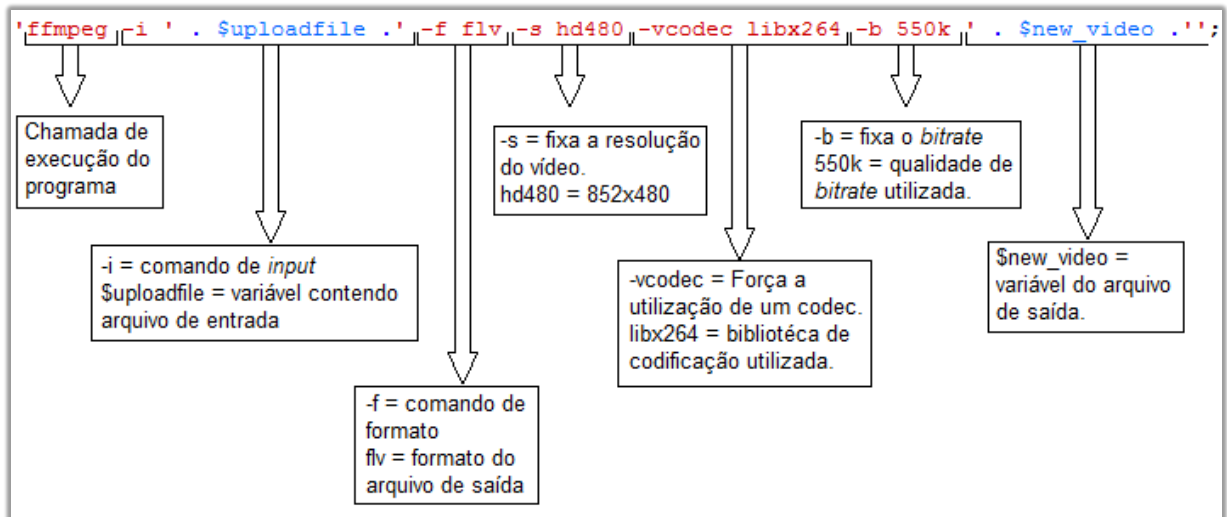 'ffmpeg -i ' . $uploadfile .' -f flv -s hd480 -vcodec libx264 -b 550k ' . $new_video .'';
Chamada de
execução do
programa
-s = fixa a resolução
do vídeo.
hd480 = 852x480
-b = fixa o bitrate
550k = qualidade de
bitrate utilizada.
-i = comando de input
$uploadfile = variável contendo
arquivo de entrada
-vcodec = Força a
utilização de um codec.
libx264 = bibliotéca de
codificação utilizada.
$new_video =
variável do arquivo
de saída.
-f = comando de
formato
flv = formato do
arquivo de saída